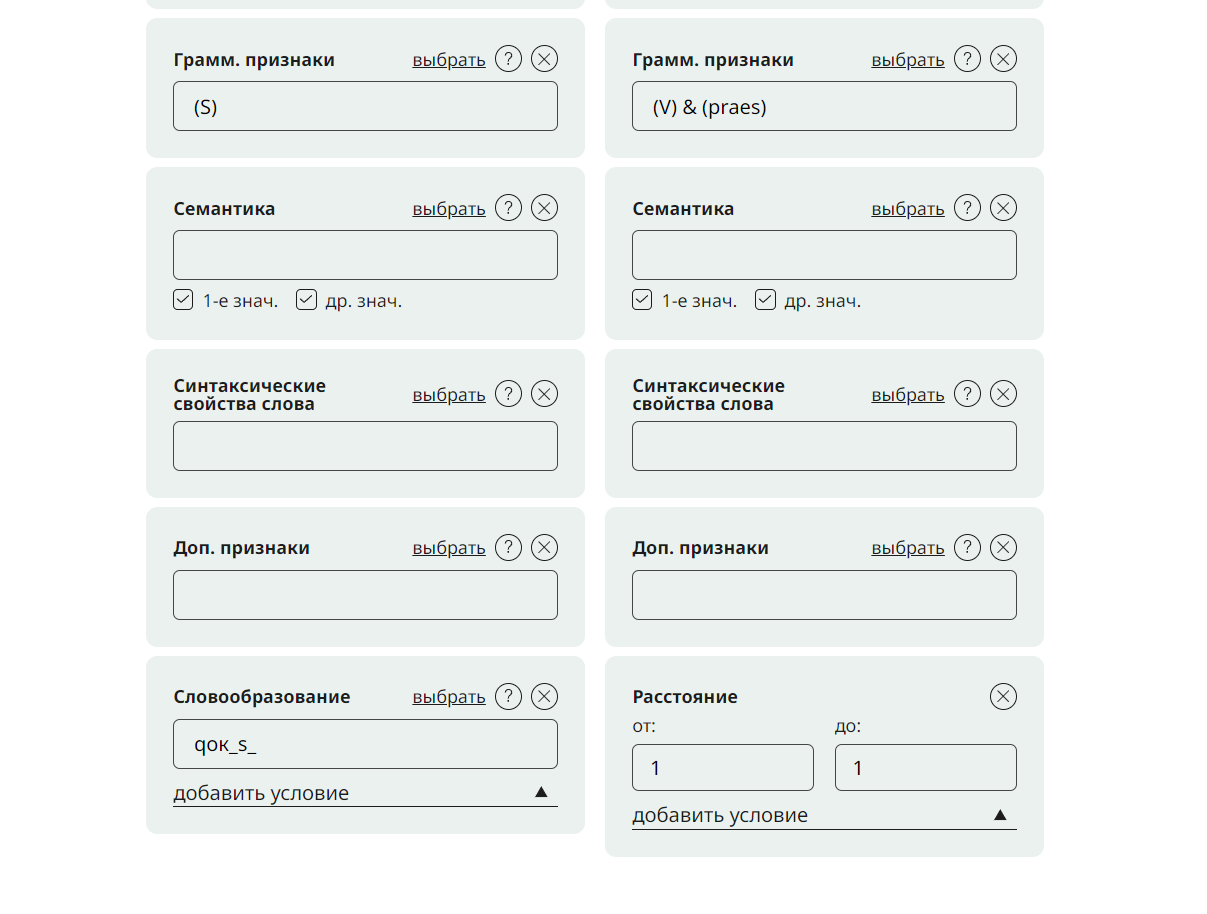 Грамм. признаки выбрать ?
(S)
Грамм. признаки выбрать ?
(V) & (praes)
Семантика выбрать ?
1-е знач. др. знач.
Семантика выбрать ?
1-е знач. др. знач.
Синтаксические
свойства слова выбрать ?
Синтаксические
свойства слова выбрать ?
Доп. признаки выбрать ?
Доп. признаки выбрать ?
Словообразование выбрать ?
qок_s_
добавить условие
Расстояние
от: до:
1 1
добавить условие